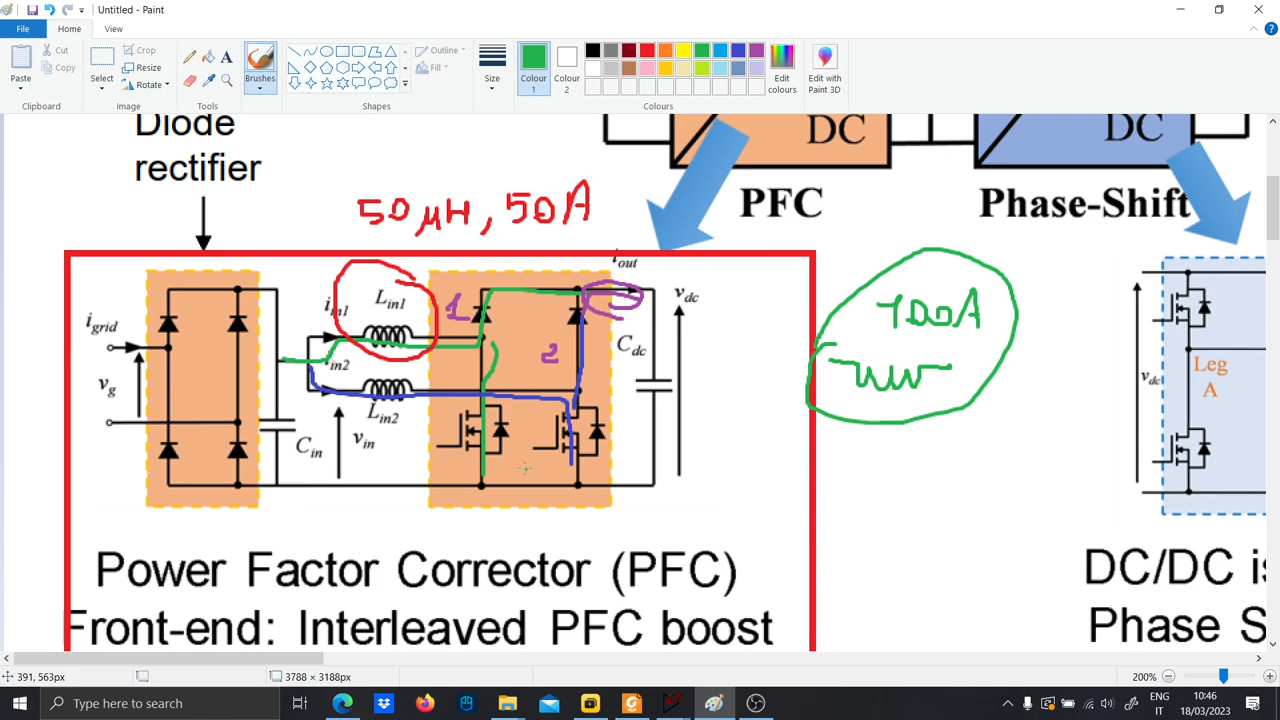 Untitled - Paint
File
Home
View
Paste
Cut
Copy
Clipboard
Select
Crop
Resize
Rotate
Image
Tools
Brushes
Shapes
Outline
Fill
Size
Colour
1
Colour
2
Colours
Edit
colours
Edit with
Paint 3D
Diode
rectifier
DC
DC
PFC
Phase-Shift
50 μH, 50A
100A
i_grid
v_g
C_in
i_in1
L_in1
in2
L_in2
v_in
1
2
i_out
v_dc
C_dc
v_dc
Leg
A
Power Factor Corrector (PFC)
Front-end: Interleaved PFC boost
DC/DC i
Phase S
391, 563px
3788 × 3188px
200%
Type here to search
ENG
IT
10:46
18/03/2023